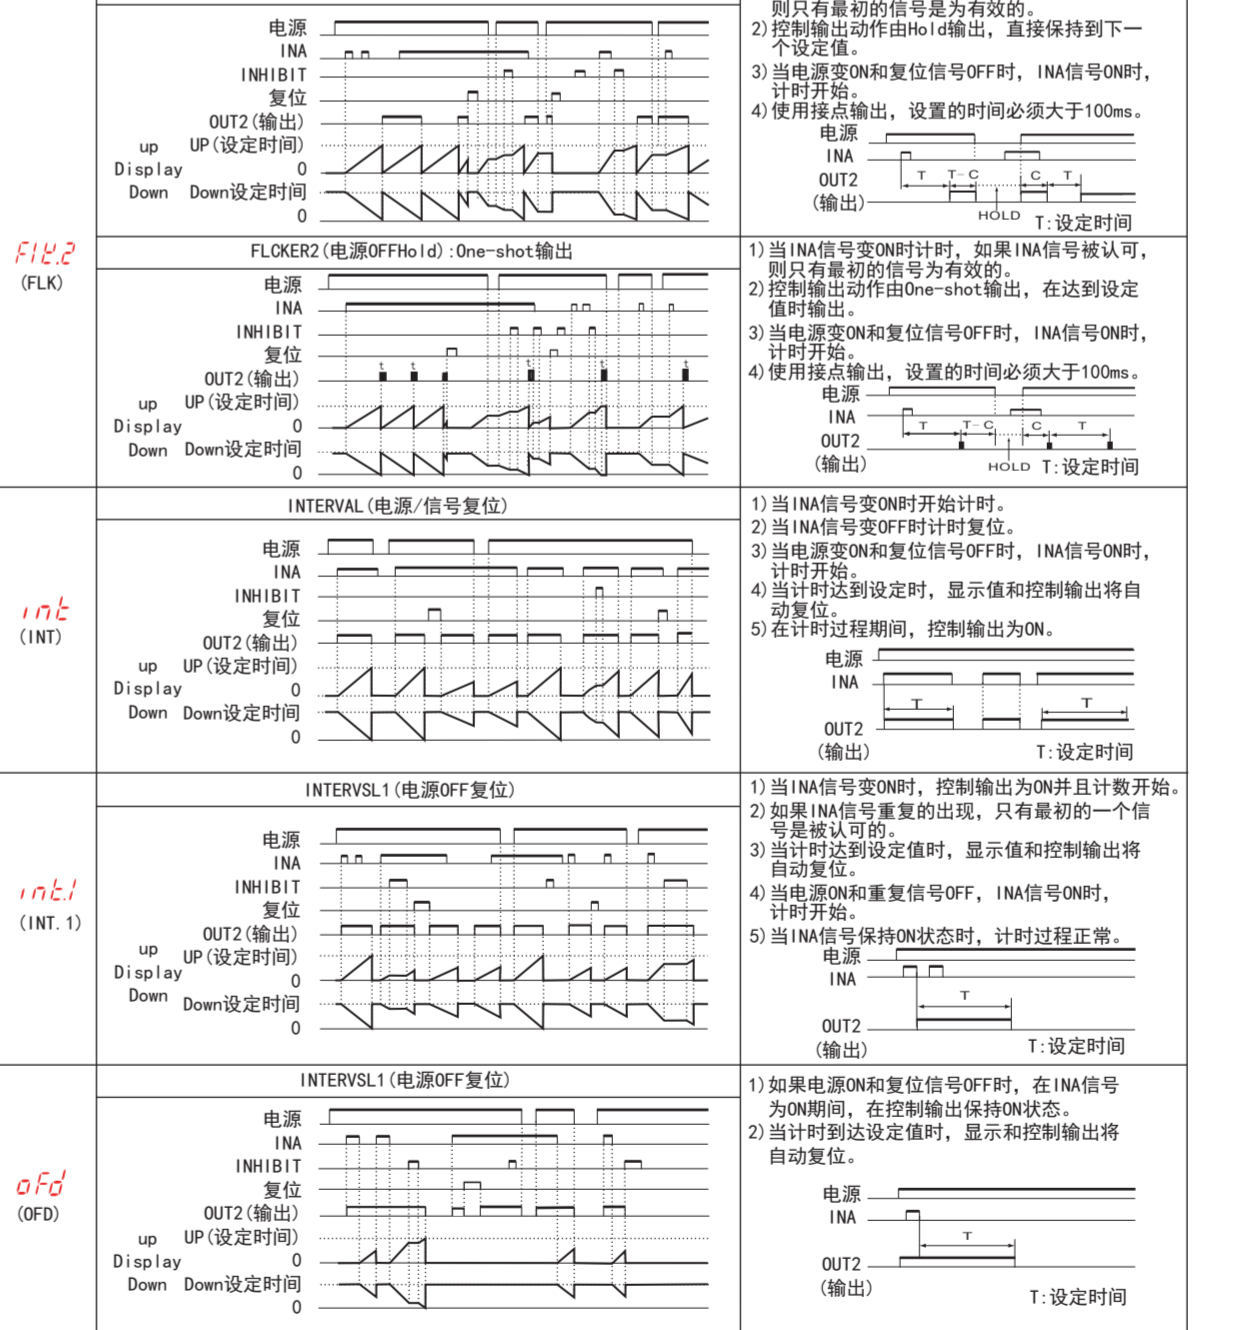 则只有最初的信号是为有效的。
2)控制输出动作由Hold输出，直接保持到下一
个设定值。
3)当电源变ON和复位信号OFF时，INA信号ON时，
计时开始。
4)使用接点输出，设置的时间必须大于100ms。
电源
INA
INHIBIT
复位
OUT2(输出)
up UP(设定时间)
Display 0
Down Down设定时间
0
电源
INA
OUT2
(输出)
T T-C C T
HOLD
T:设定时间
FLK.2
(FLK)
FLCKER2(电源OFFHold):One-shot输出
电源
INA
INHIBIT
复位
t t t t t
OUT2(输出)
up UP(设定时间)
Display 0
Down Down设定时间
0
1)当INA信号变ON时计时，如果INA信号被认可，
则只有最初的信号为有效的。
2)控制输出动作由One-shot输出，在达到设定
值时输出。
3)当电源变ON和复位信号OFF时，INA信号ON时，
计时开始。
4)使用接点输出，设置的时间必须大于100ms。
电源
INA
OUT2
(输出)
T T-C C T
HOLD T:设定时间
int
(INT)
INTERVAL(电源/信号复位)
电源
INA
INHIBIT
复位
OUT2(输出)
up UP(设定时间)
Display 0
Down Down设定时间
0
1)当INA信号变ON时开始计时。
2)当INA信号变OFF时计时复位。
3)当电源变ON和复位信号OFF时，INA信号ON时，
计时开始。
4)当计时达到设定时，显示值和控制输出将自
动复位。
5)在计时过程期间，控制输出为ON。
电源
INA
T T
OUT2
(输出) T:设定时间
int.1
(INT.1)
INTERVSL1(电源OFF复位)
电源
INA
INHIBIT
复位
OUT2(输出)
up UP(设定时间)
Display 0
Down Down设定时间
0
1)当INA信号变ON时，控制输出为ON并且计数开始。
2)如果INA信号重复的出现，只有最初的一个信
号是被认可的。
3)当计时达到设定值时，显示值和控制输出将
自动复位。
4)当电源ON和重复信号OFF，INA信号ON时，
计时开始。
5)当INA信号保持ON状态时，计时过程正常。
电源
INA
T
OUT2
(输出) T:设定时间
oFd
(OFD)
INTERVSL1(电源OFF复位)
电源
INA
INHIBIT
复位
OUT2(输出)
up UP(设定时间)
Display 0
Down Down设定时间
0
1)如果电源ON和复位信号OFF时，在INA信号
为ON期间，在控制输出保持ON状态。
2)当计时到达设定值时，显示和控制输出将
自动复位。
电源
INA
T
OUT2
(输出) T:设定时间